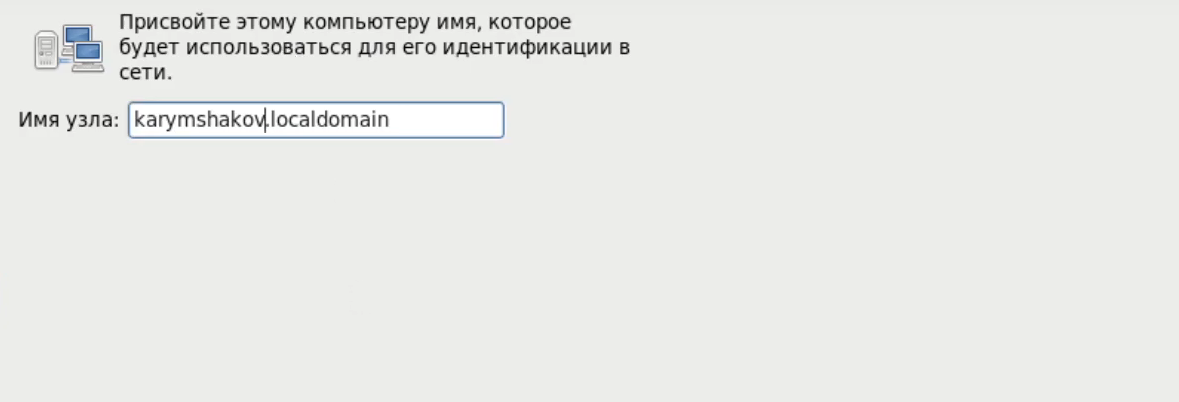 Присвойте этому компьютеру имя, которое
будет использоваться для его идентификации в
сети.
Имя узла: karymshakov.localdomain